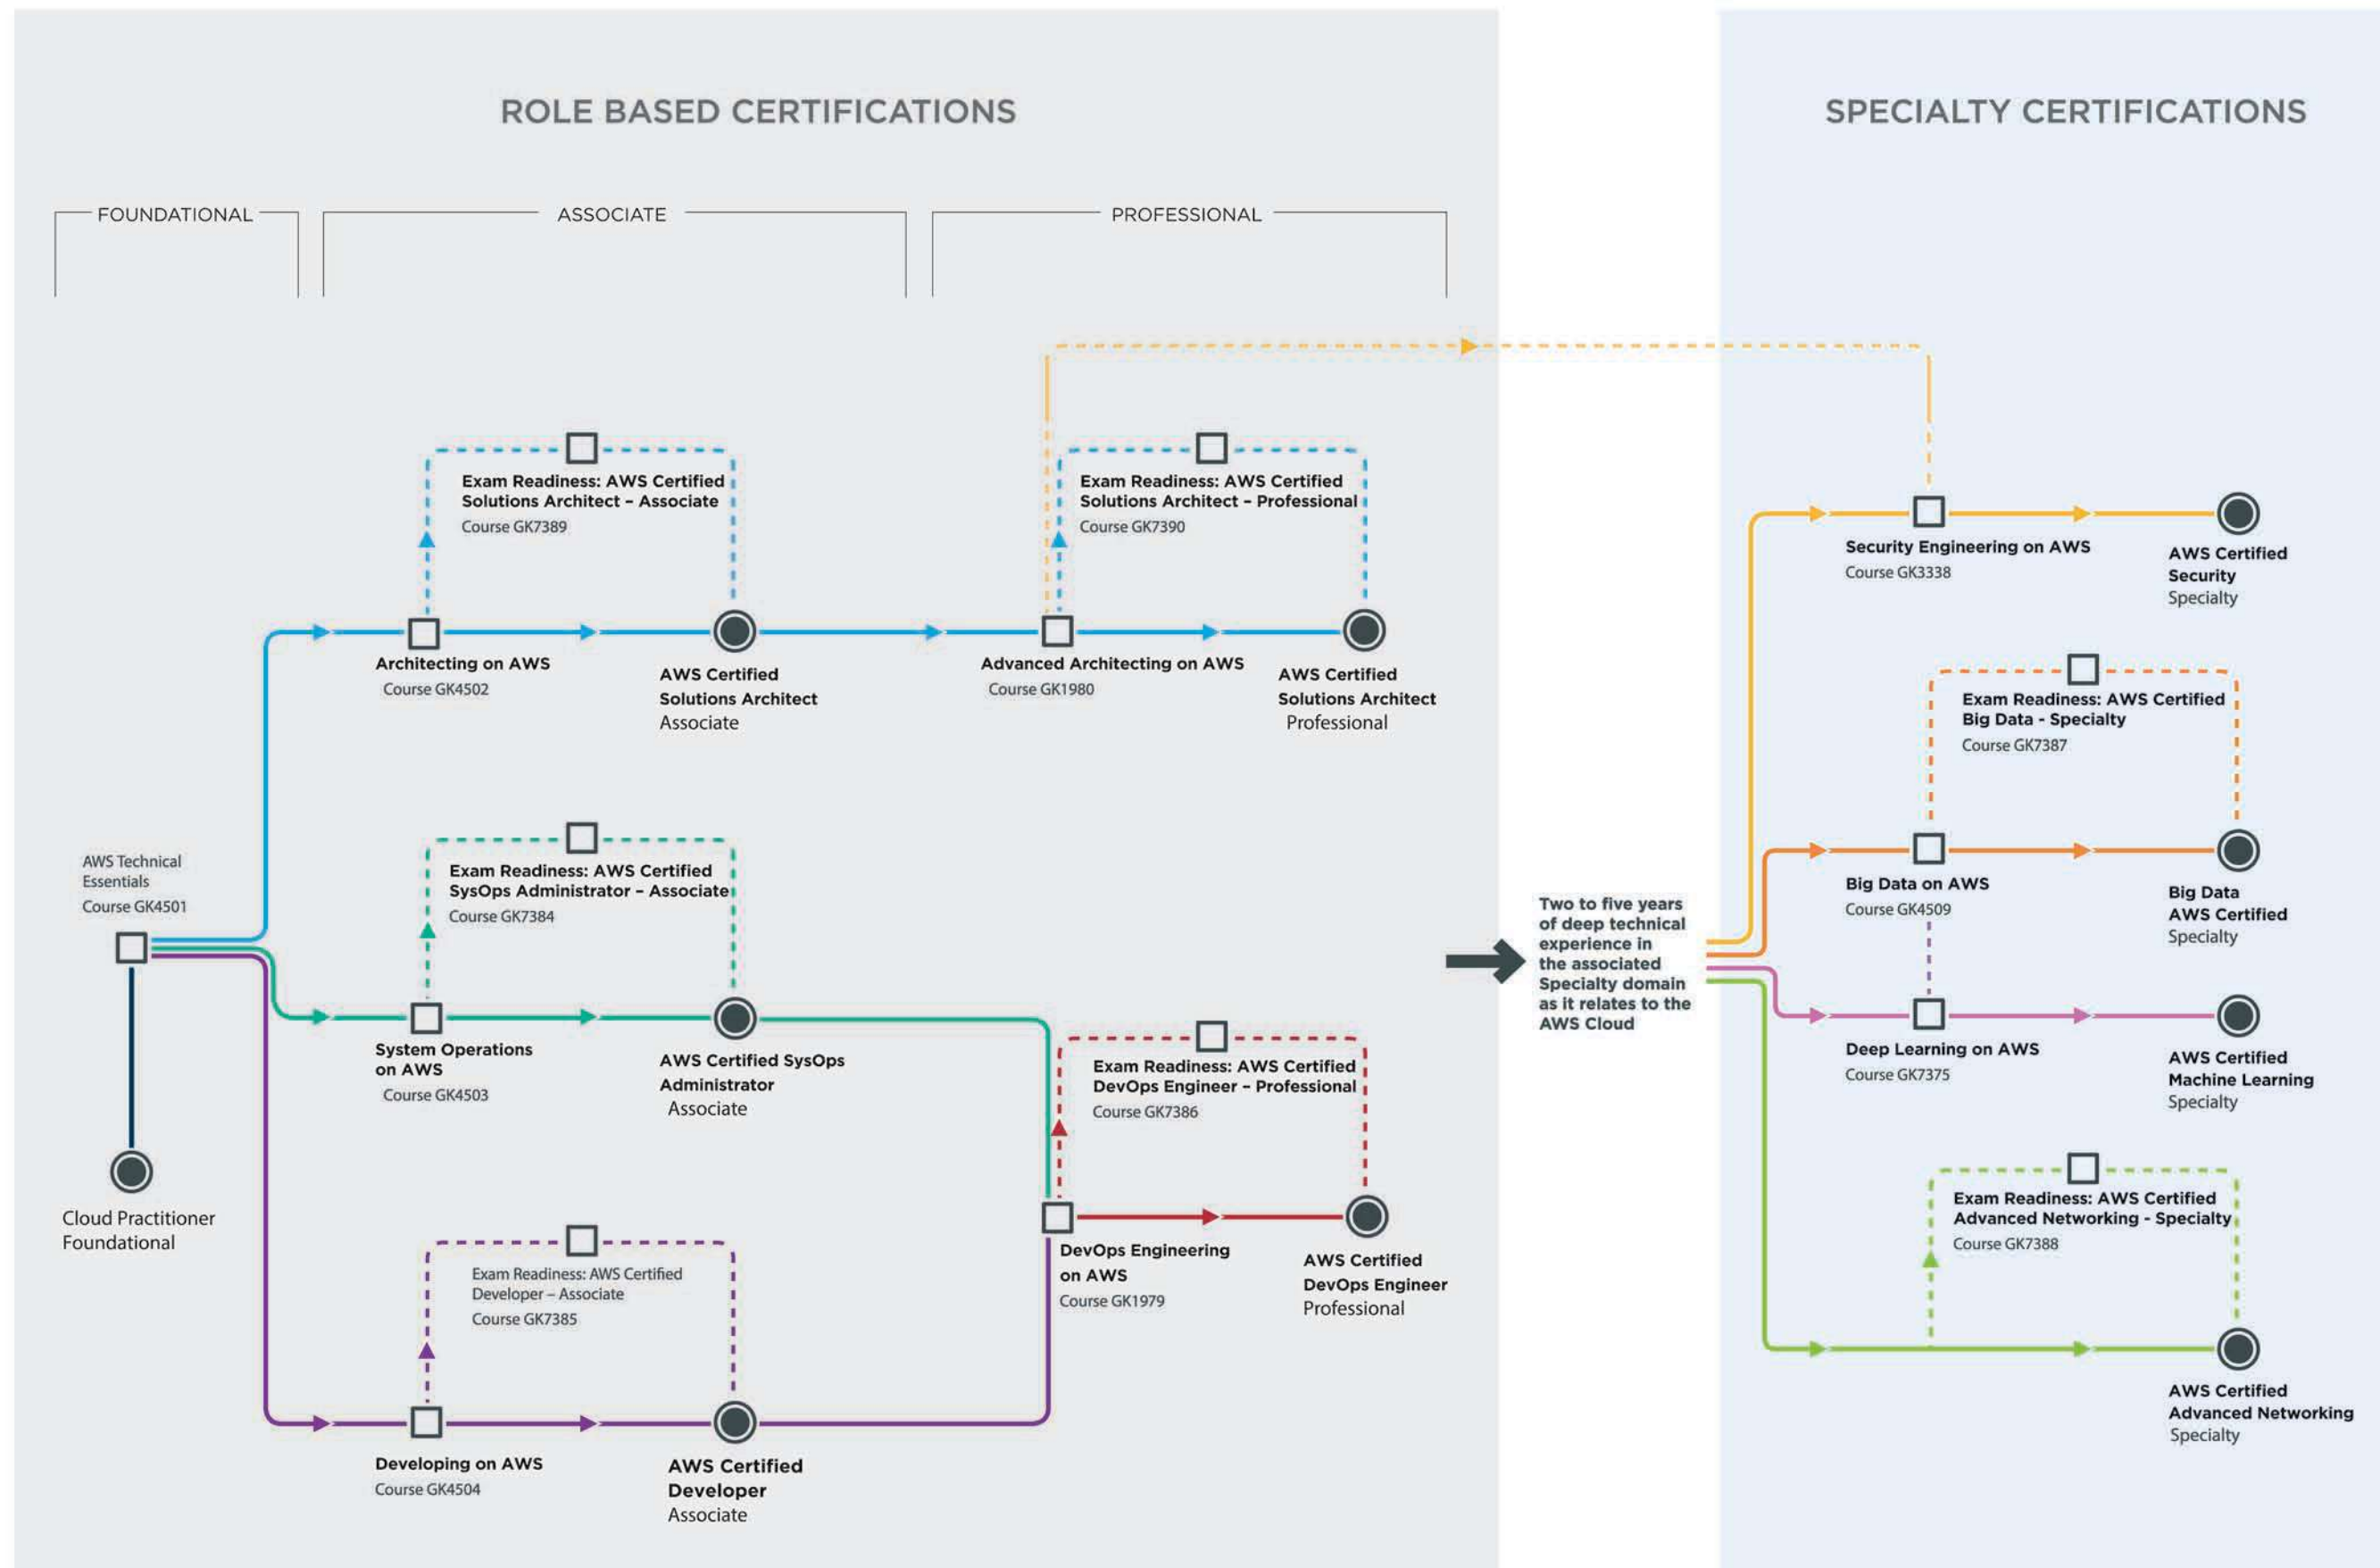 ROLE BASED CERTIFICATIONS
SPECIALTY CERTIFICATIONS
FOUNDATIONAL
ASSOCIATE
PROFESSIONAL
Exam Readiness: AWS Certified
Solutions Architect – Associate
Course GK7389
Exam Readiness: AWS Certified
Solutions Architect – Professional
Course GK7390
Architecting on AWS
Course GK4502
AWS Certified
Solutions Architect
Associate
Advanced Architecting on AWS
Course GK1980
AWS Certified
Solutions Architect
Professional
AWS Technical
Essentials
Course GK4501
Exam Readiness: AWS Certified
SysOps Administrator – Associate
Course GK7384
System Operations
on AWS
Course GK4503
AWS Certified SysOps
Administrator
Associate
Exam Readiness: AWS Certified
DevOps Engineer – Professional
Course GK7386
Cloud Practitioner
Foundational
Exam Readiness: AWS Certified
Developer – Associate
Course GK7385
DevOps Engineering
on AWS
Course GK1979
AWS Certified
DevOps Engineer
Professional
Developing on AWS
Course GK4504
AWS Certified
Developer
Associate
Two to five years
of deep technical
experience in
the associated
Specialty domain
as it relates to the
AWS Cloud
Security Engineering on AWS
Course GK3338
AWS Certified
Security
Specialty
Exam Readiness: AWS Certified
Big Data - Specialty
Course GK7387
Big Data on AWS
Course GK4509
Big Data
AWS Certified
Specialty
Deep Learning on AWS
Course GK7375
AWS Certified
Machine Learning
Specialty
Exam Readiness: AWS Certified
Advanced Networking - Specialty
Course GK7388
AWS Certified
Advanced Networking
Specialty